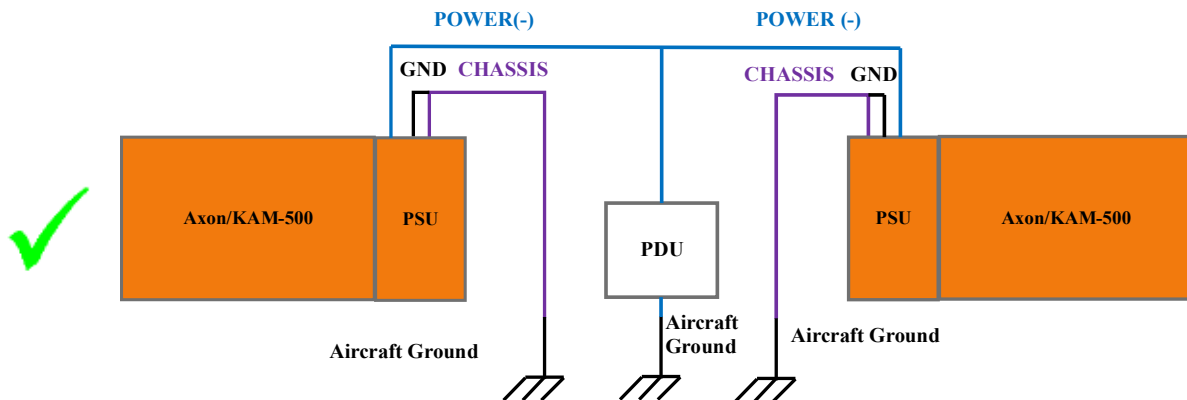 POWER(-) POWER (-)
GND CHASSIS CHASSIS GND
Axon/KAM-500 PSU PDU PSU Axon/KAM-500
Aircraft Ground
Aircraft
Ground
Aircraft Ground